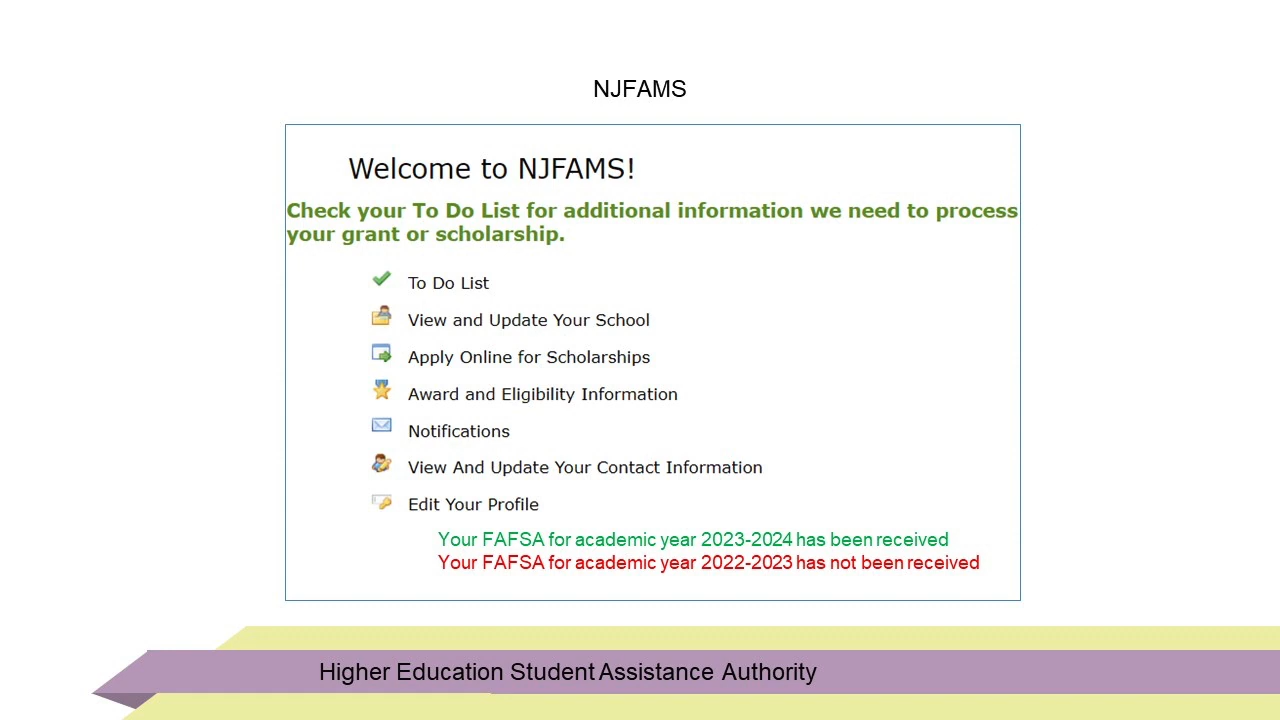 NJFAMS
Welcome to NJFAMS!
Check your To Do List for additional information we need to process
your grant or scholarship.
To Do List
View and Update Your School
Apply Online for Scholarships
Award and Eligibility Information
Notifications
View And Update Your Contact Information
Edit Your Profile
Your FAFSA for academic year 2023-2024 has been received
Your FAFSA for academic year 2022-2023 has not been received
Higher Education Student Assistance Authority